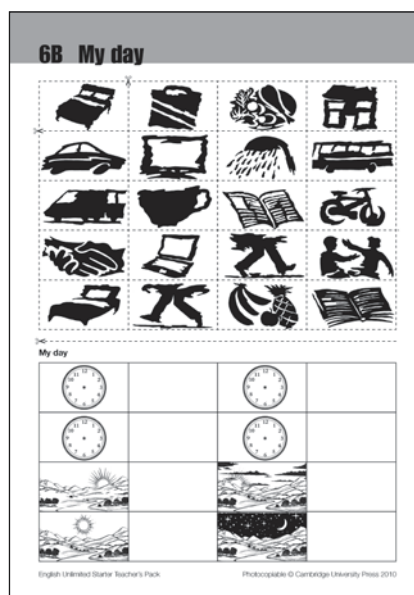 6B My day
My day
English Unlimited Starter Teacher's Pack
Photocopiable © Cambridge University Press 2010